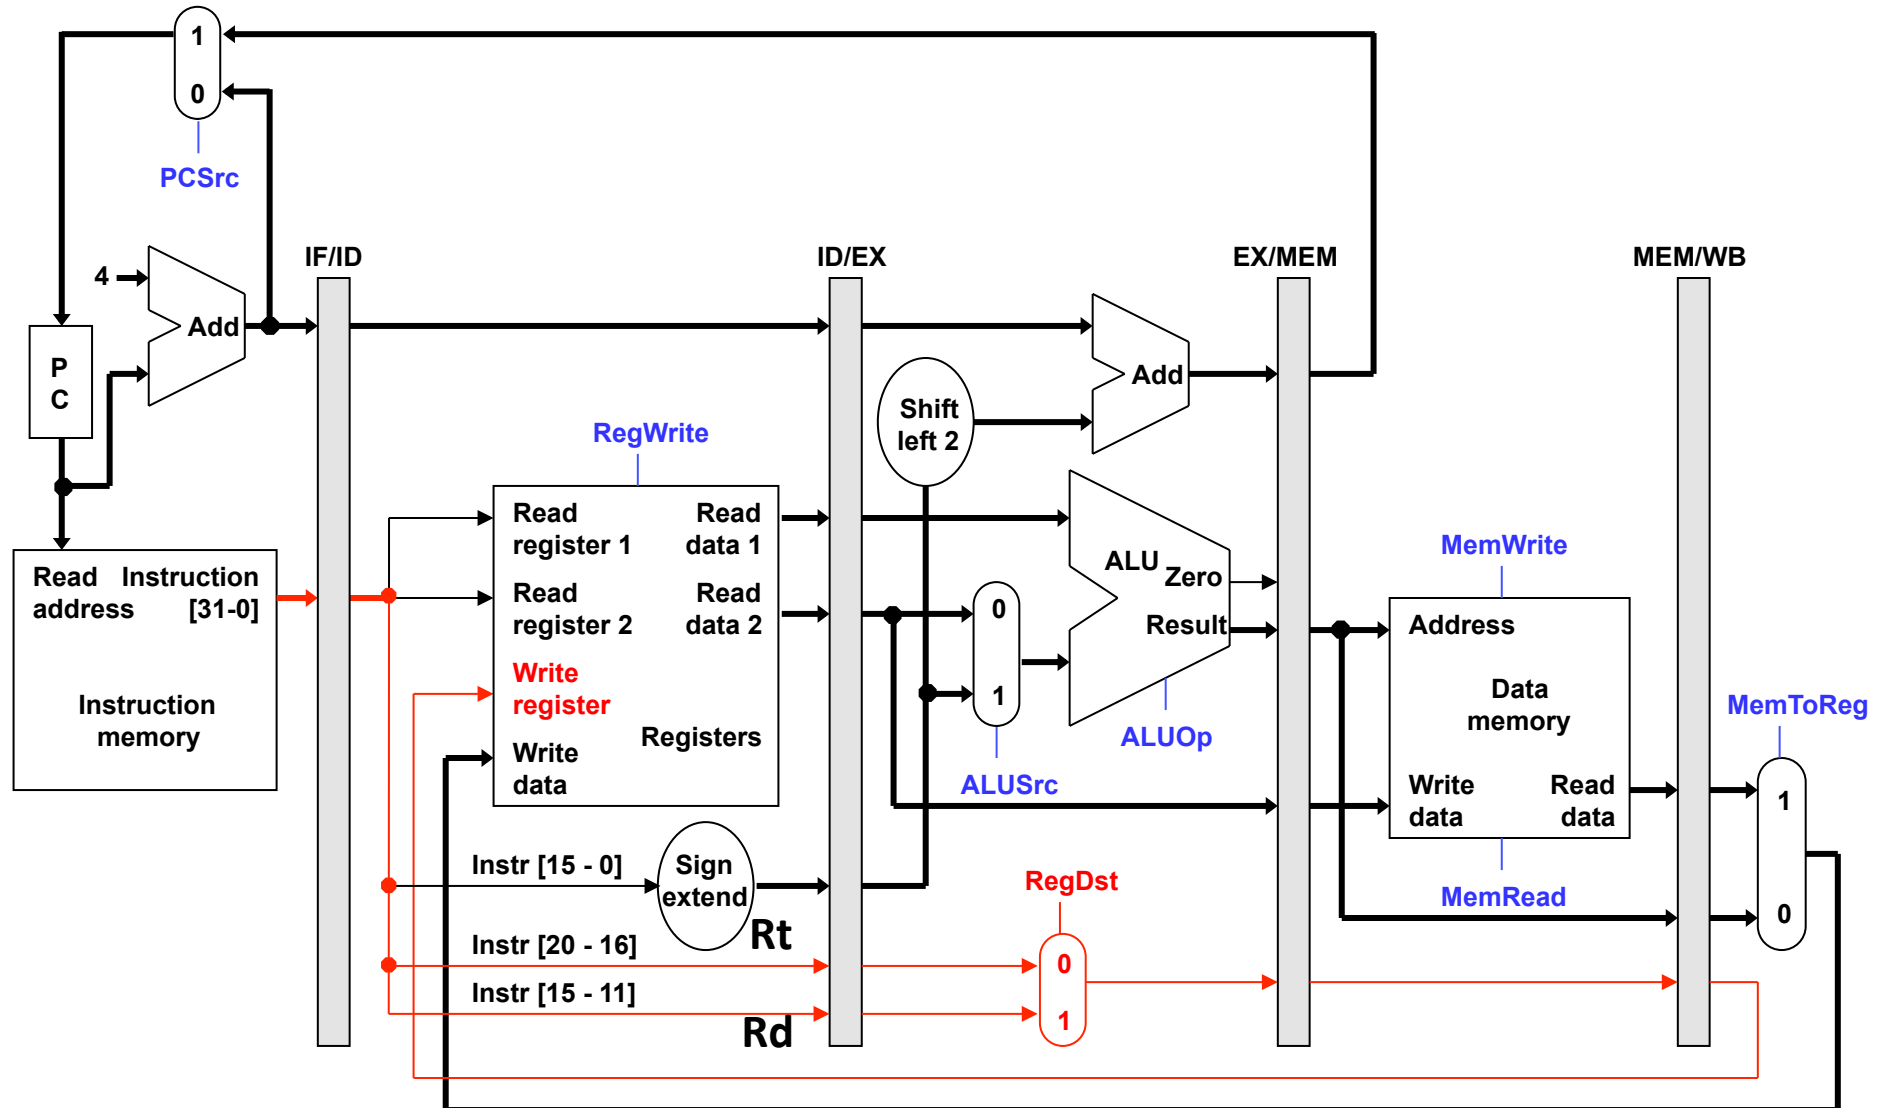 1
0
PCSrc
IF/ID
ID/EX
EX/MEM
MEM/WB
4
Add
P
C
Add
Shift
left 2
RegWrite
Read
register 1
Read
data 1
Read
register 2
Read
data 2
Write
register
Write
data
Registers
Read
address
Instruction
[31-0]
Instruction
memory
0
1
ALUSrc
ALU
Zero
Result
ALUOp
MemWrite
Address
Data
memory
Write
data
Read
data
MemRead
MemToReg
1
0
Instr [15 - 0]
Sign
extend
RegDst
Rt
Instr [20 - 16]
0
Instr [15 - 11]
1
Rd